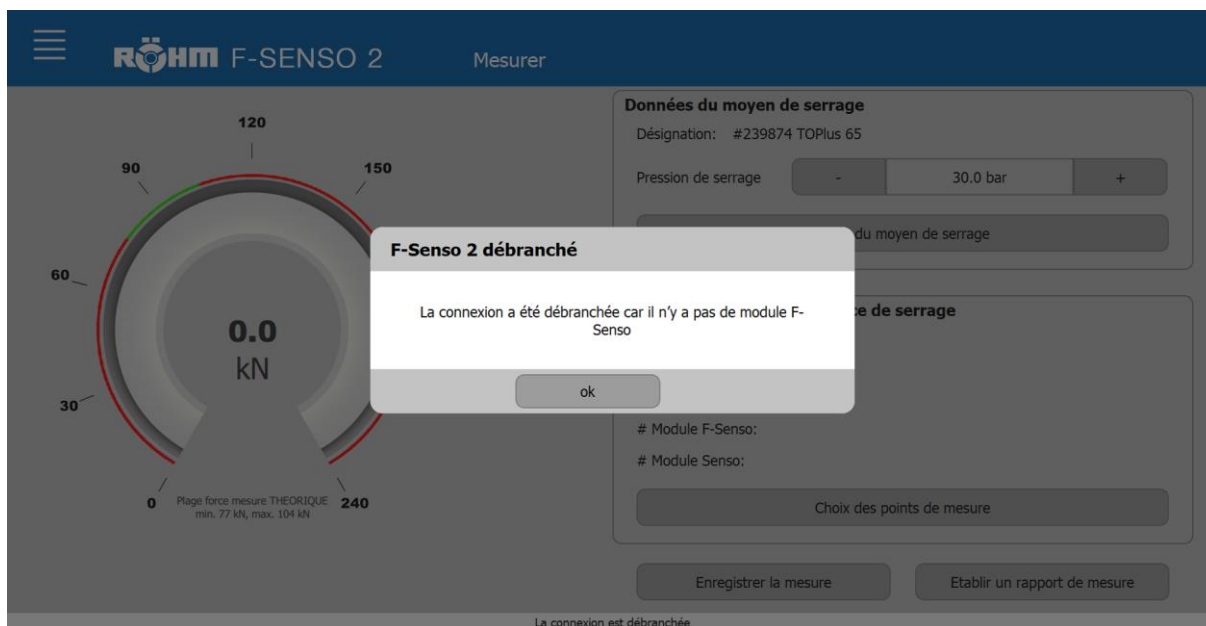 RÖHM F-SENSO 2
Mesurer
120
90
150
60
30
0
240
0.0
kN
Plage force mesure THEORIQUE
min. 77 kN, max. 104 kN
Données du moyen de serrage
Désignation: #239874 TOPlus 65
Pression de serrage - 30.0 bar +
du moyen de serrage
F-Senso 2 débranché
La connexion a été débranchée car il n’y a pas de module F-
Senso
ok
ce de serrage
# Module F-Senso:
# Module Senso:
Choix des points de mesure
Enregistrer la mesure
Etablir un rapport de mesure
La connexion est débranchée